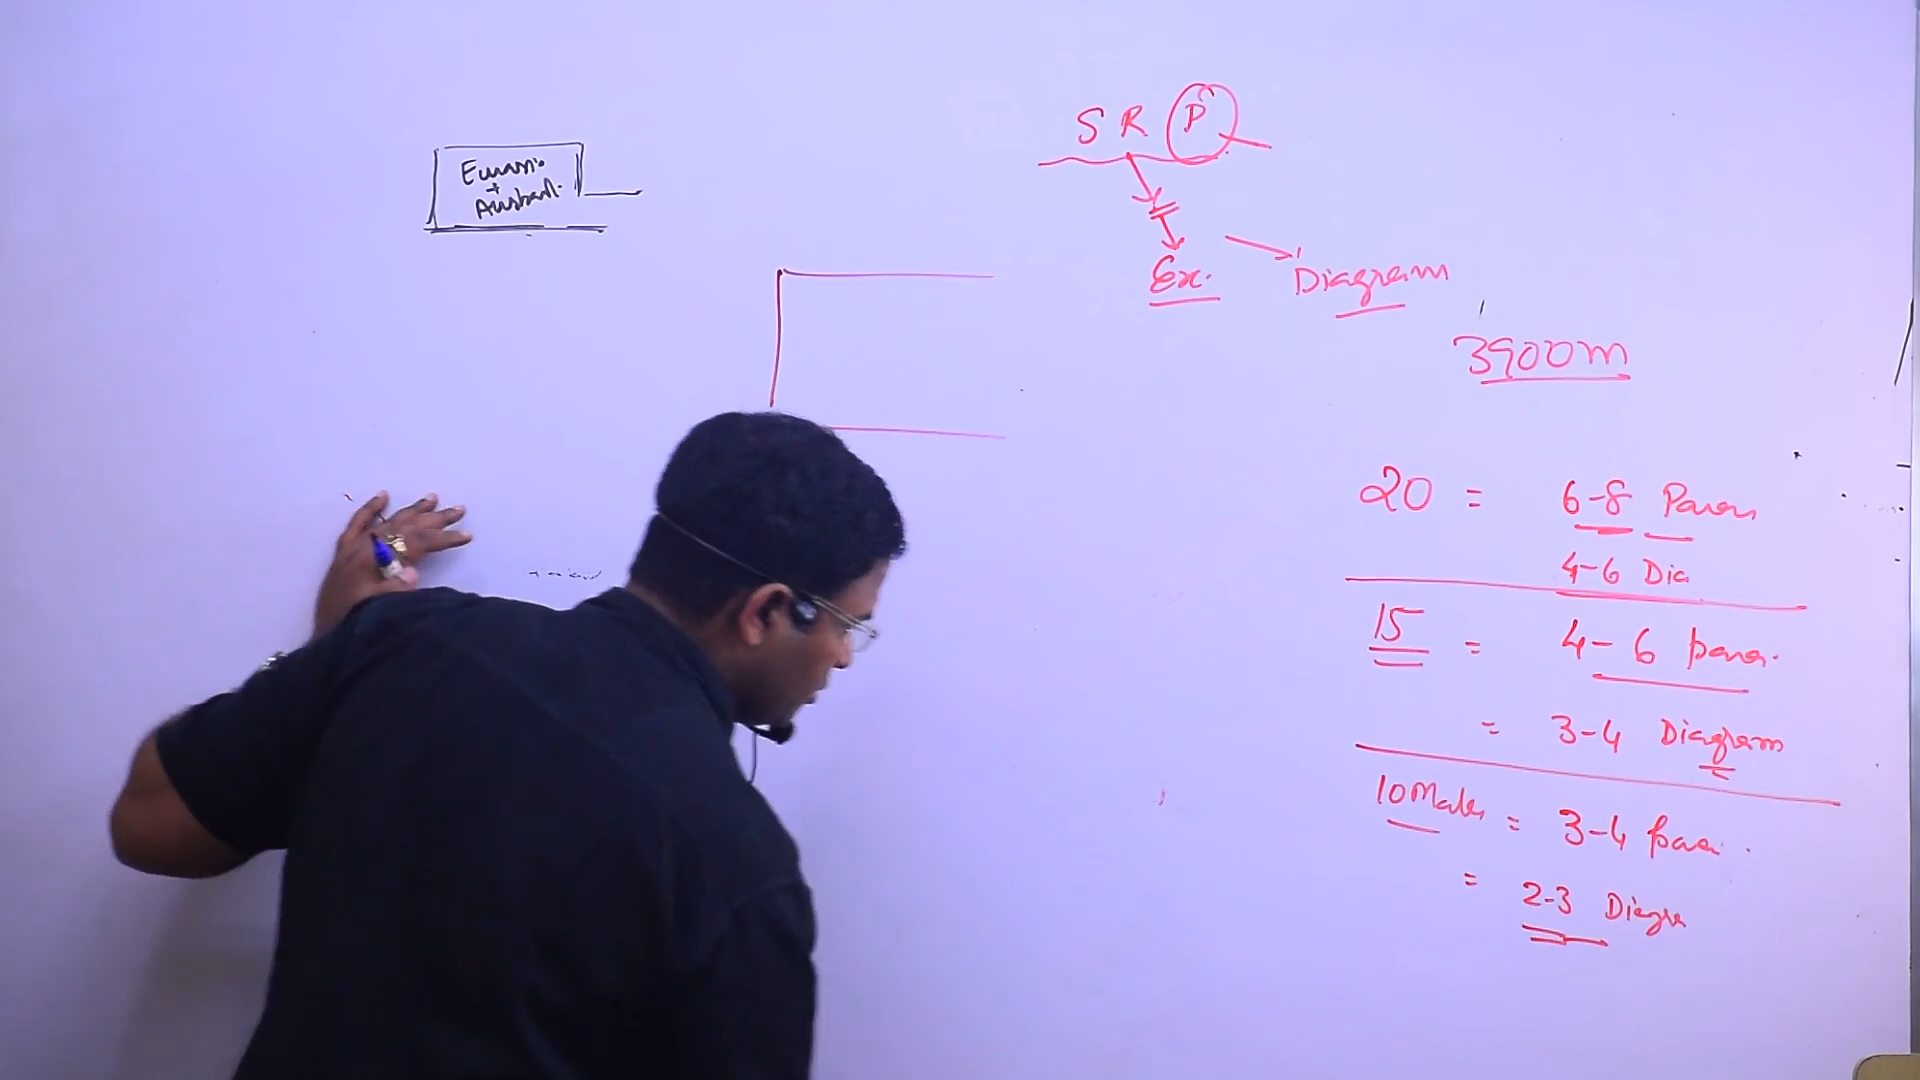 S R P
Ex.
Diagram
3900m
20 = 6-8 Paras
4-6 Dia
15 = 4-6 para.
= 3-4 Diagram
10 = 3-4 para.
= 2-3 Diagra